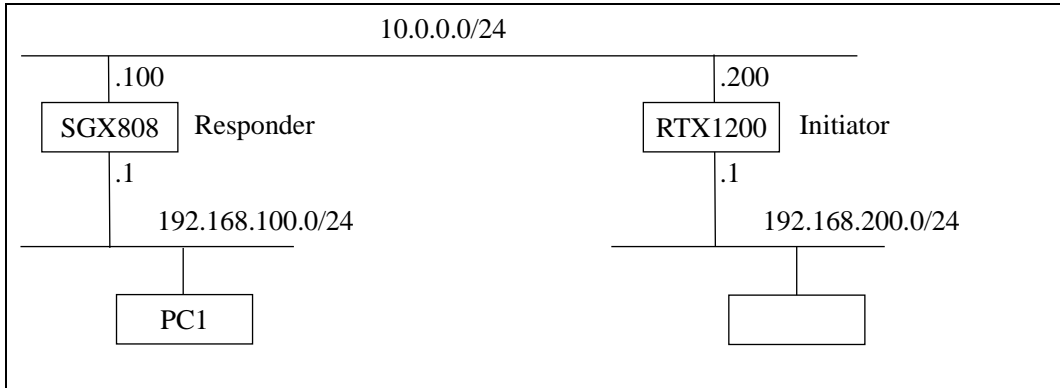 10.0.0.0/24
.100
.200
SGX808
Responder
RTX1200
Initiator
.1
.1
192.168.100.0/24
192.168.200.0/24
PC1